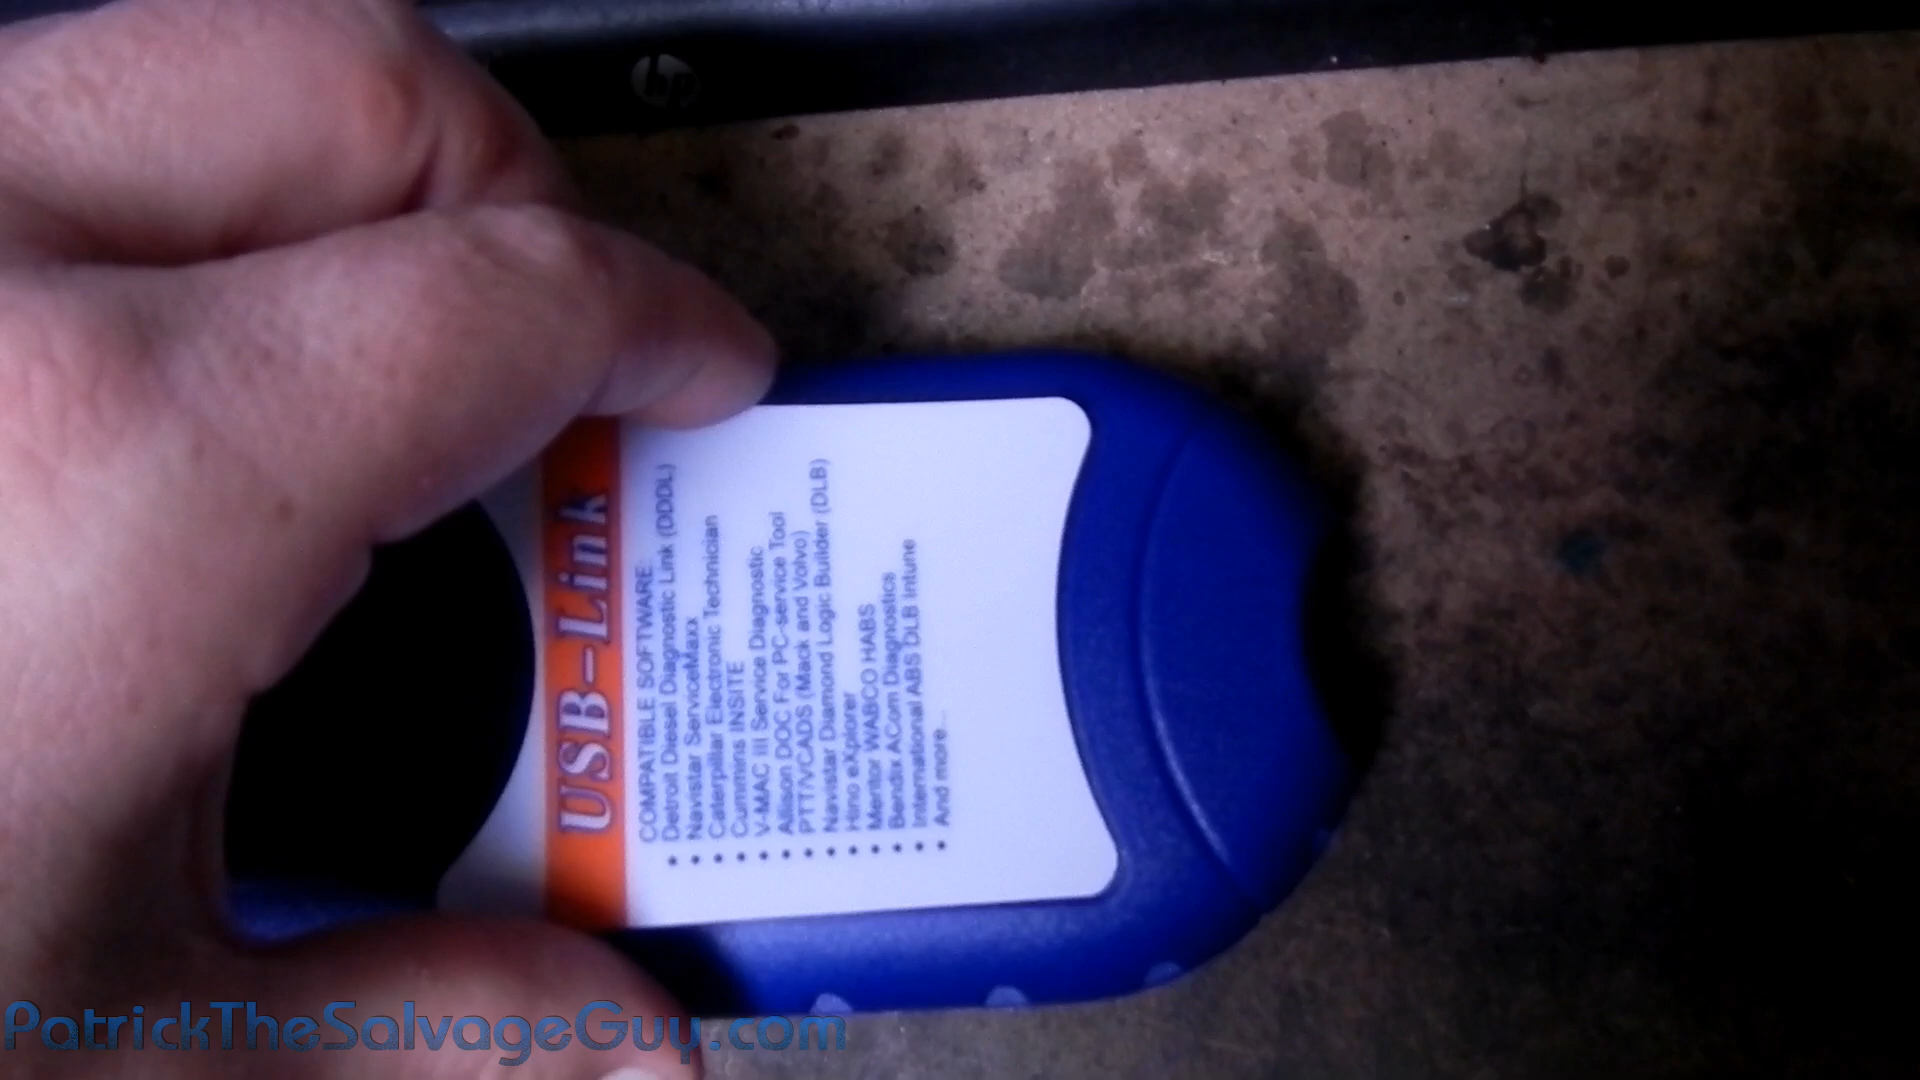 hp
USB-Link
COMPATIBLE SOFTWARE
• Detroit Diesel Diagnostic Link (DDDL)
• Navistar ServiceMaxx
• Caterpillar Electronic Technician
• Cummins INSITE
• V-MAC III Service Diagnostic
• Allison DOC For PC-service Tool
• PTT/VCADS (Mack and Volvo)
• Navistar Diamond Logic Builder (DLB)
• Hino eXplorer
• Meritor WABCO HABS
• Bendix ACom Diagnostics
• International ABS DLB Intune
• And more...
PatrickTheSalvageGuy.com